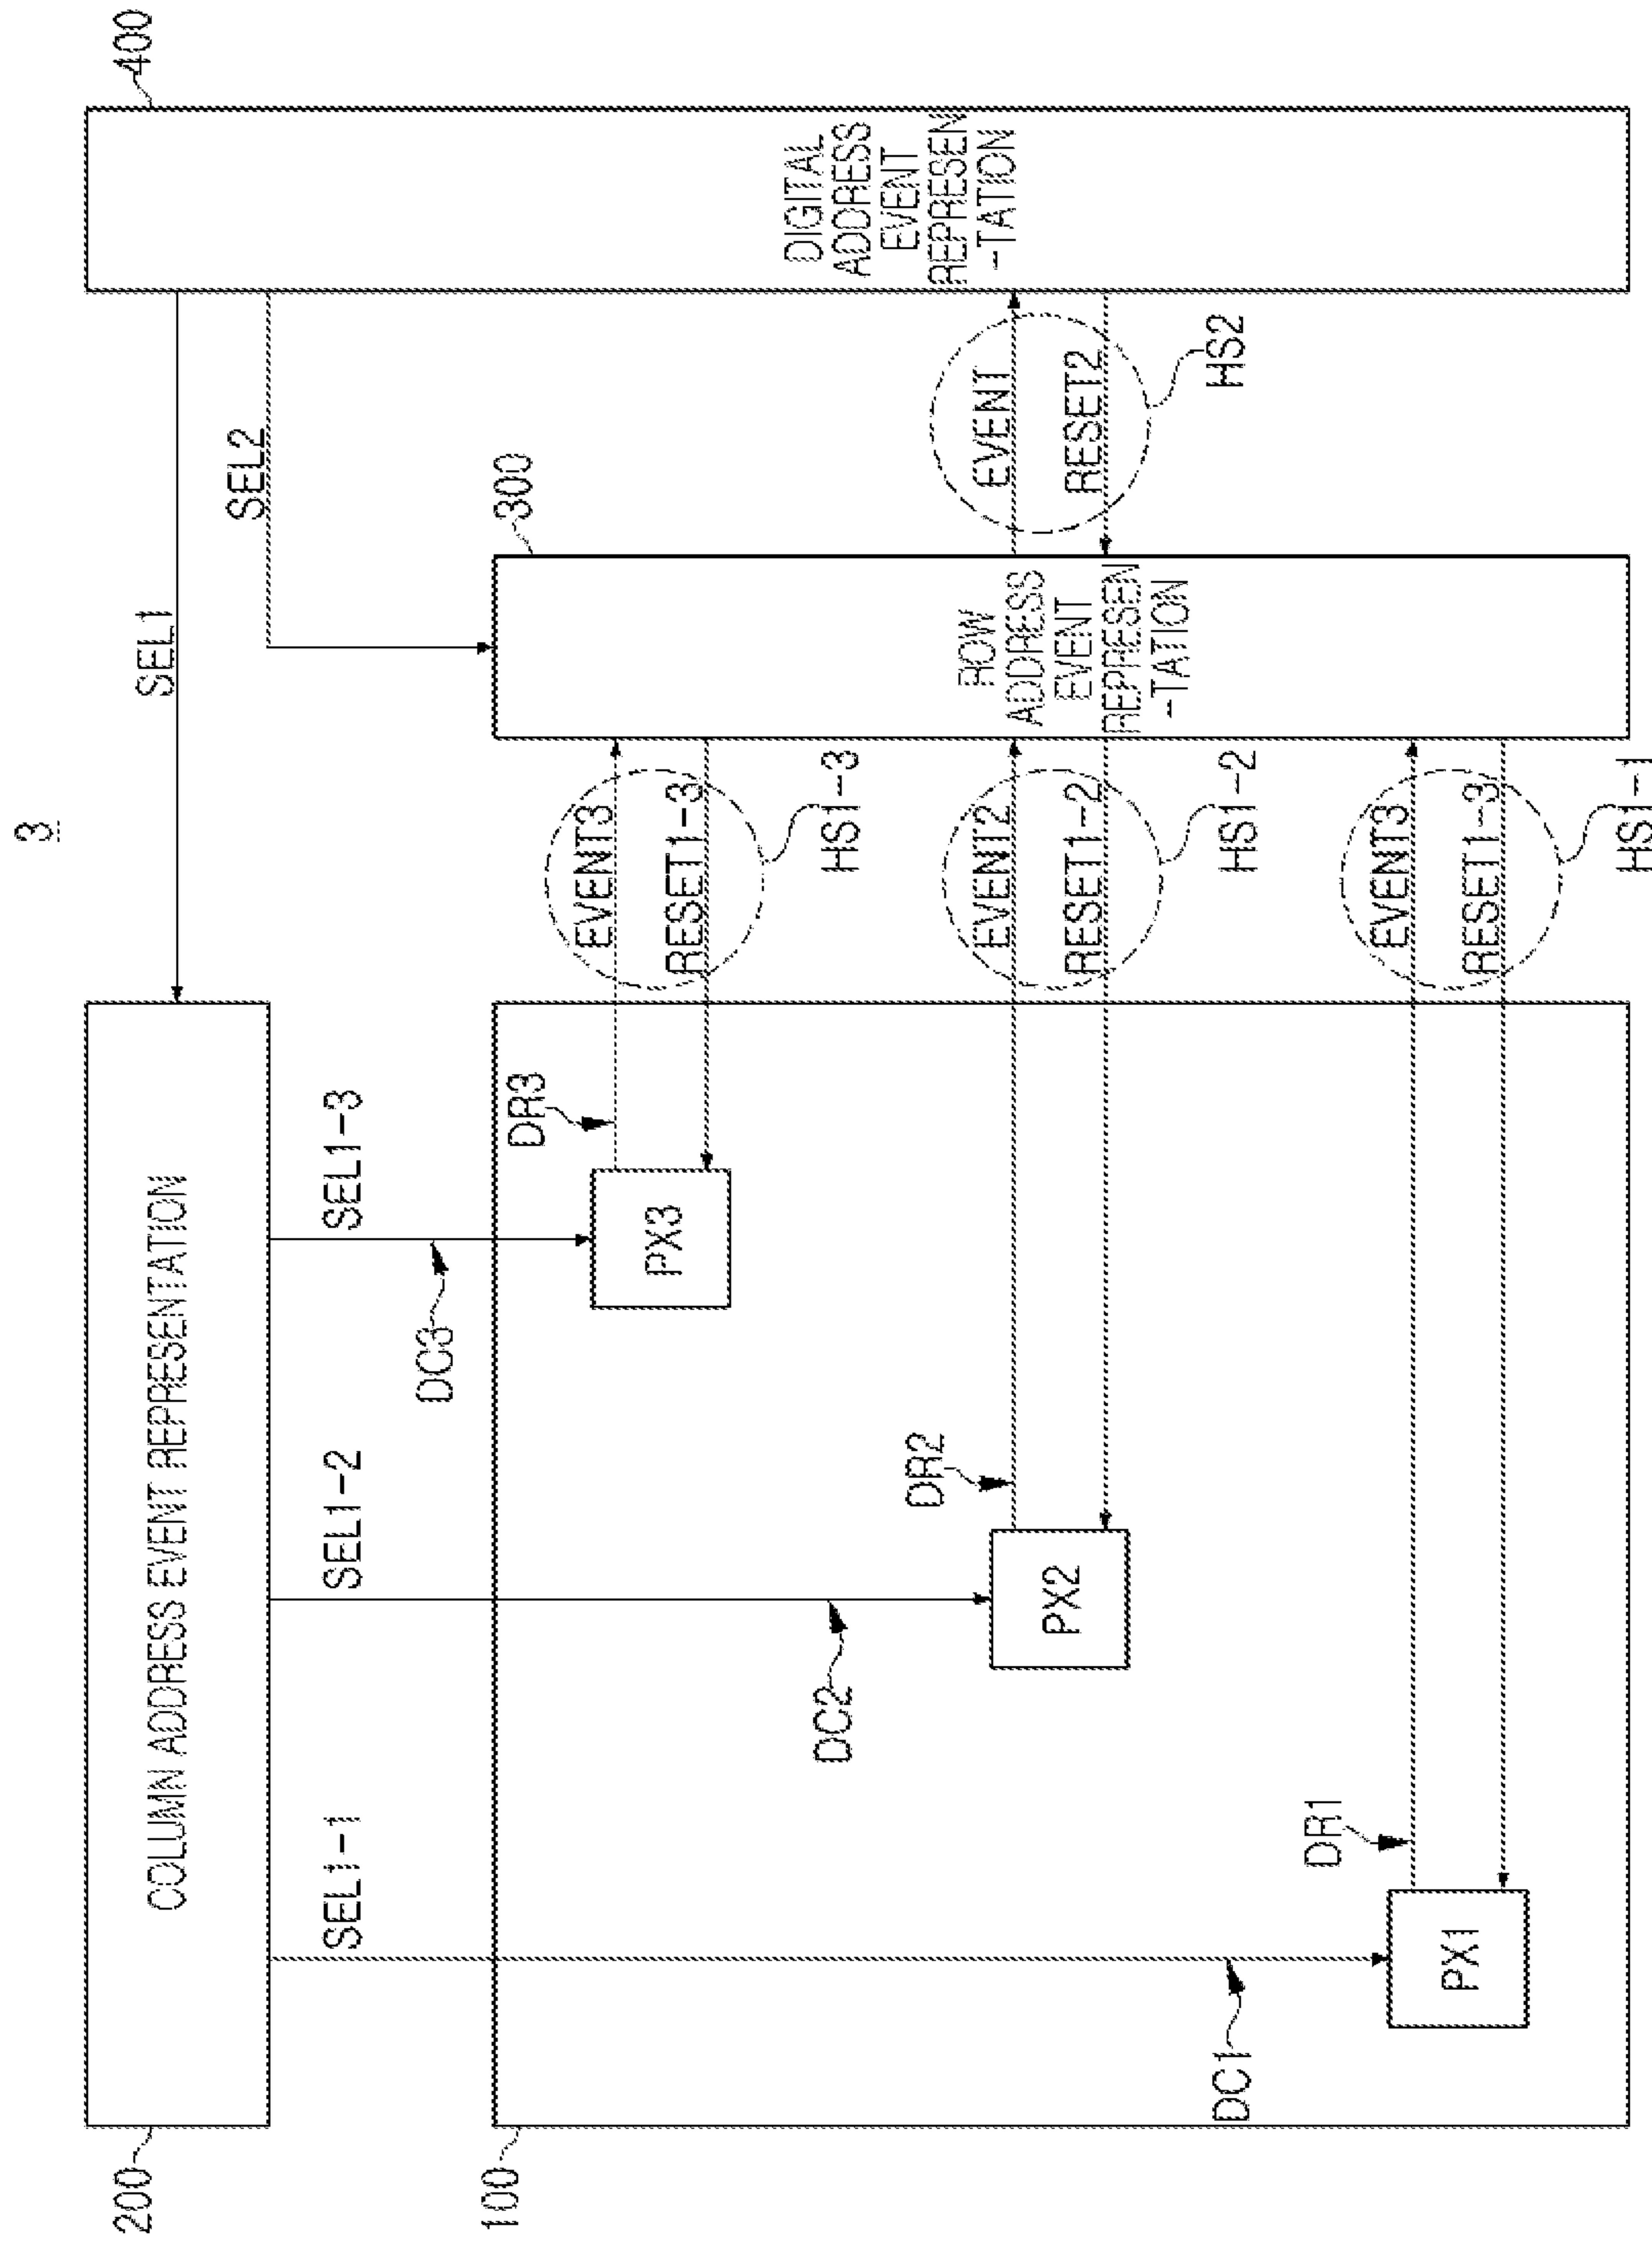 3
400
SEL1
SEL2
200
COLUMN ADDRESS EVENT REPRESENTATION
300
SEL1-1
SEL1-2
SEL1-3
100
DC3
DR3
EVENT3
RESET1-3
HS1-3
PX3
DIGITAL
ADDRESS
EVENT
REPRESEN
-TATION
DC2
DR2
EVENT2
RESET1-2
HS1-2
PX2
ROW
ADDRESS
EVENT
REPRESEN
-TATION
EVENT
RESET2
HS2
DC1
DR1
EVENT3
RESET1-3
HS1-1
PX1